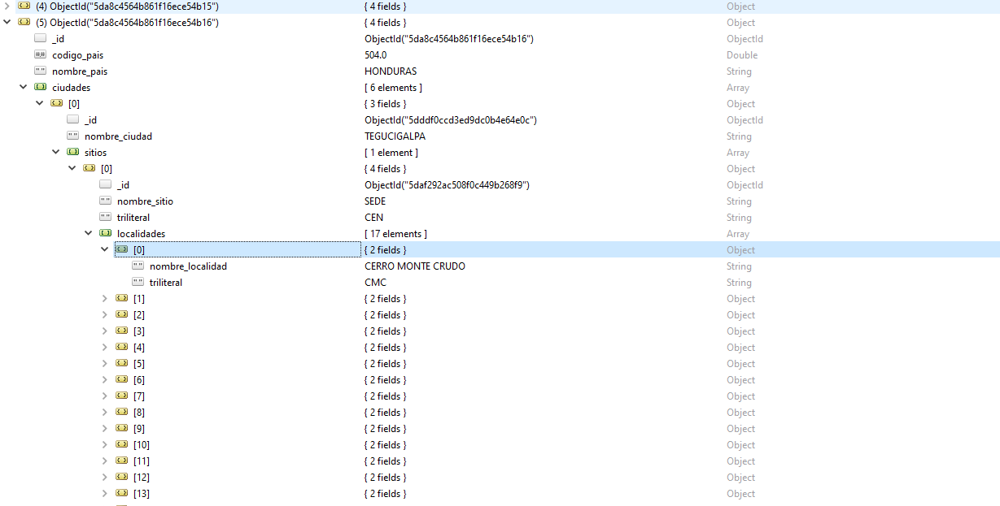 (4) ObjectId("5da8c4564b861f16ece54b15") { 4 fields } Object
(5) ObjectId("5da8c4564b861f16ece54b16") { 4 fields } Object
_id ObjectId("5da8c4564b861f16ece54b16") ObjectId
codigo_pais 504.0 Double
nombre_pais HONDURAS String
ciudades [ 6 elements ] Array
[0] { 3 fields } Object
_id ObjectId("5dddf0ccd3ed9dc0b4e64e0c") ObjectId
nombre_ciudad TEGUCIGALPA String
sitios [ 1 element ] Array
[0] { 4 fields } Object
_id ObjectId("5daf292ac508f0c449b268f9") ObjectId
nombre_sitio SEDE String
triliteral CEN String
localidades [ 17 elements ] Array
[0] { 2 fields } Object
nombre_localidad CERRO MONTE CRUDO String
triliteral CMC String
[1] { 2 fields } Object
[2] { 2 fields } Object
[3] { 2 fields } Object
[4] { 2 fields } Object
[5] { 2 fields } Object
[6] { 2 fields } Object
[7] { 2 fields } Object
[8] { 2 fields } Object
[9] { 2 fields } Object
[10] { 2 fields } Object
[11] { 2 fields } Object
[12] { 2 fields } Object
[13] { 2 fields } Object